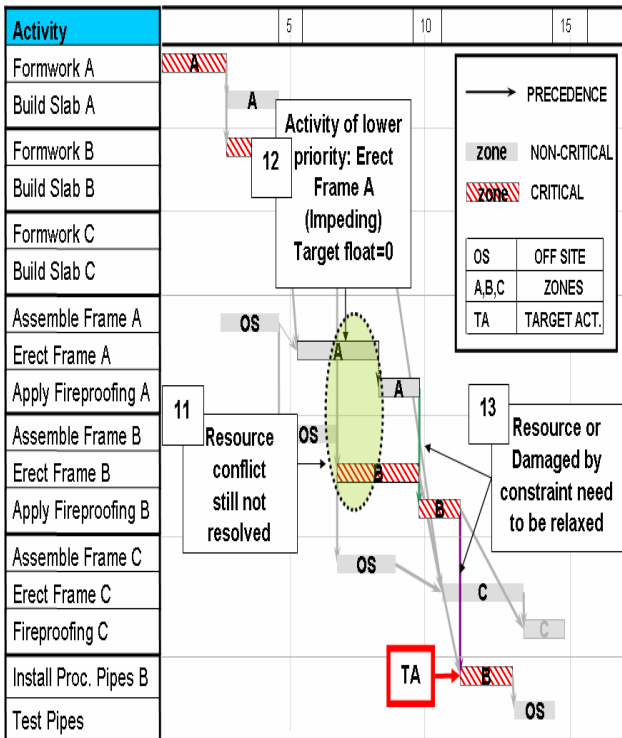 Activity
5
10
15
Formwork A
Build Slab A
Formwork B
Build Slab B
Formwork C
Build Slab C
Assemble Frame A
Erect Frame A
Apply Fireproofing A
Assemble Frame B
Erect Frame B
Apply Fireproofing B
Assemble Frame C
Erect Frame C
Fireproofing C
Install Proc. Pipes B
Test Pipes
A
A
12
Activity of lower
priority: Erect
Frame A
(Impeding)
Target float=0
PRECEDENCE
zone NON-CRITICAL
zone CRITICAL
OS OFF SITE
A,B,C ZONES
TA TARGET ACT.
OS
A
A
11
Resource
conflict
still not
resolved
OS
B
B
13
Resource or
Damaged by
constraint need
to be relaxed
OS
C
C
TA
B
OS